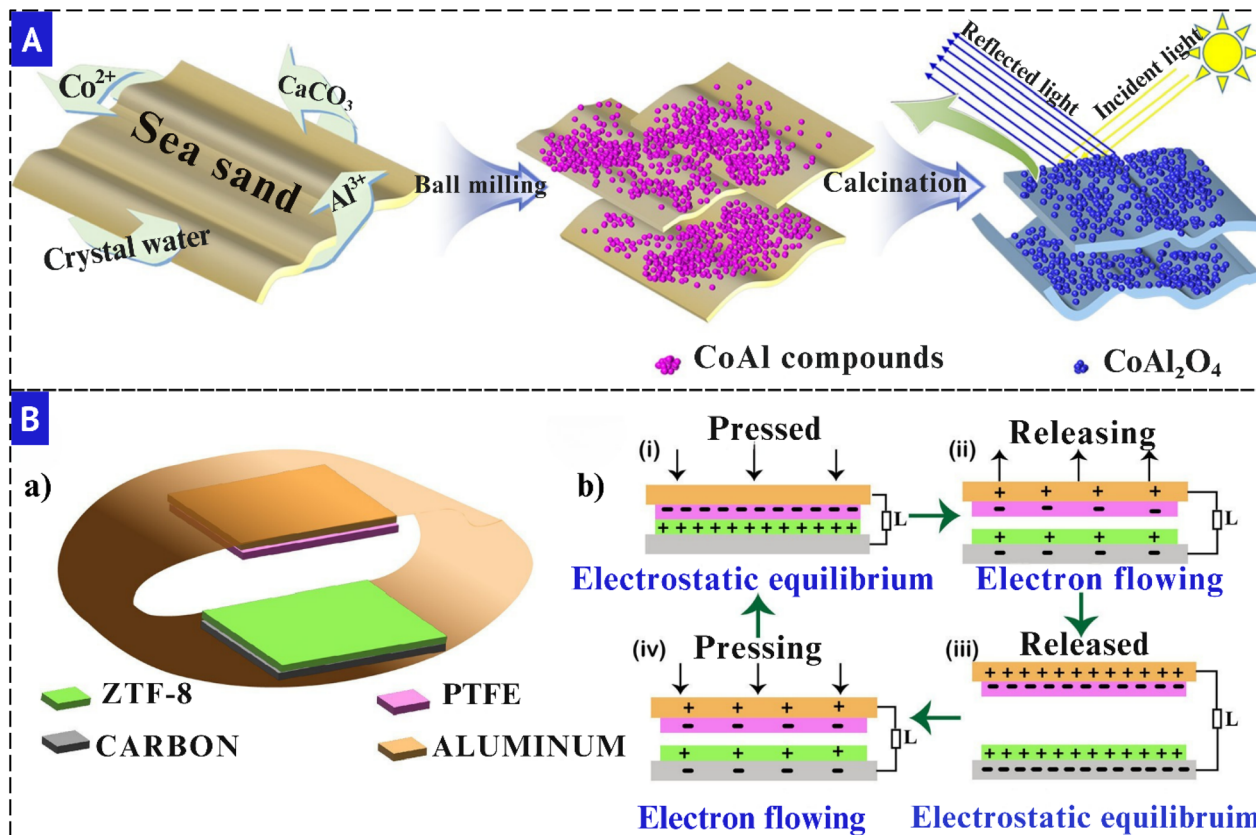 A
Co²⁺
CaCO₃
Sea sand
Al³⁺
Crystal water
Ball milling
Calcination
Reflected light
Incident light
CoAl compounds
CoAl₂O₄
B
a)
ZTF-8
PTFE
CARBON
ALUMINUM
b)
(i)
Pressed
- - - - - - - - - - - -
+ + + + + + + + + + + +
L
Electrostatic equilibrium
(ii)
Releasing
+ + + +
- - - -
+ + + +
- - - -
L
Electron flowing
(iv)
Pressing
+ + + +
- - - -
+ + + +
- - - -
L
Electron flowing
(iii)
Released
+ + + + + + + + + + + +
- - - - - - - - - - - -
L
+ + + + + + + + + + + +
- - - - - - - - - - - -
Electrostatic equilibruim